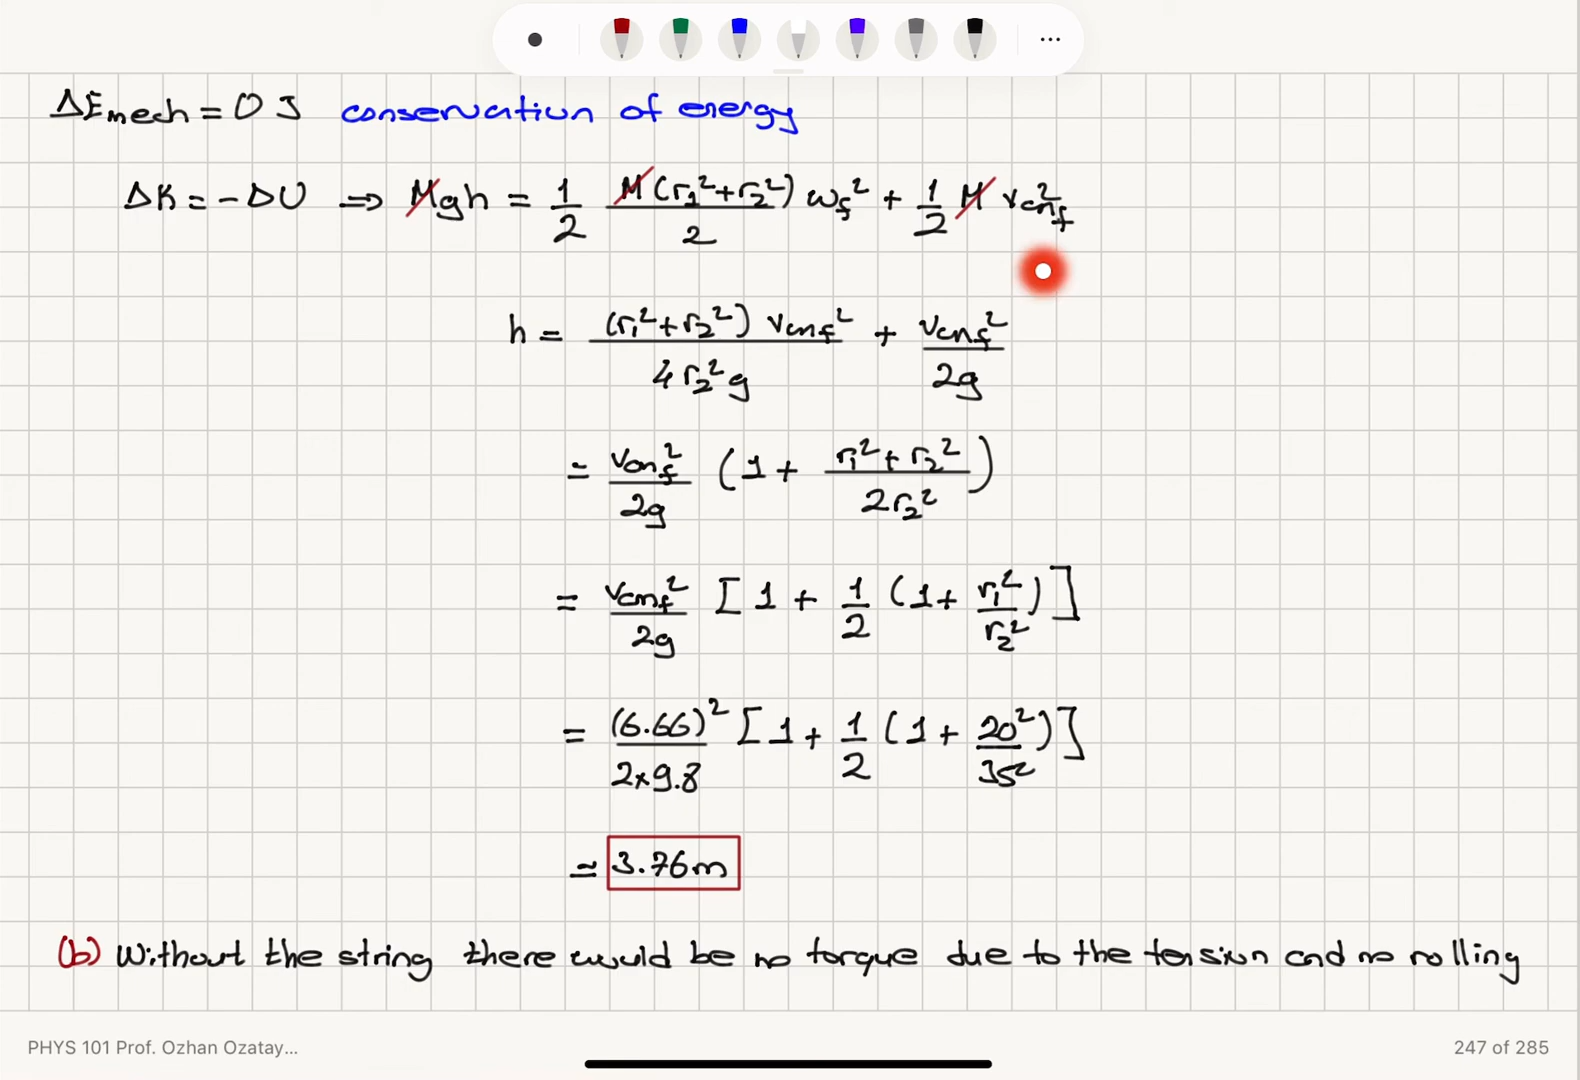 ΔEmech = 0 J conservation of energy
ΔK = -ΔU ⇒ Mgh = 1/2 M(r₁²+r₂²)/2 ωf² + 1/2 M vcmf²
h = (r₁²+r₂²) vcmf² / 4r₂²g + vcmf² / 2g
= vcmf² / 2g (1 + (r₁²+r₂²) / 2r₂²)
= vcmf² / 2g [1 + 1/2 (1 + r₁²/r₂²)]
= (6.66)² / 2x9.8 [1 + 1/2 (1 + 20²/35²)]
≃ 3.76m
(b) Without the string there would be no torque due to the tension and no rolling
PHYS 101 Prof. Ozhan Ozatay...
247 of 285